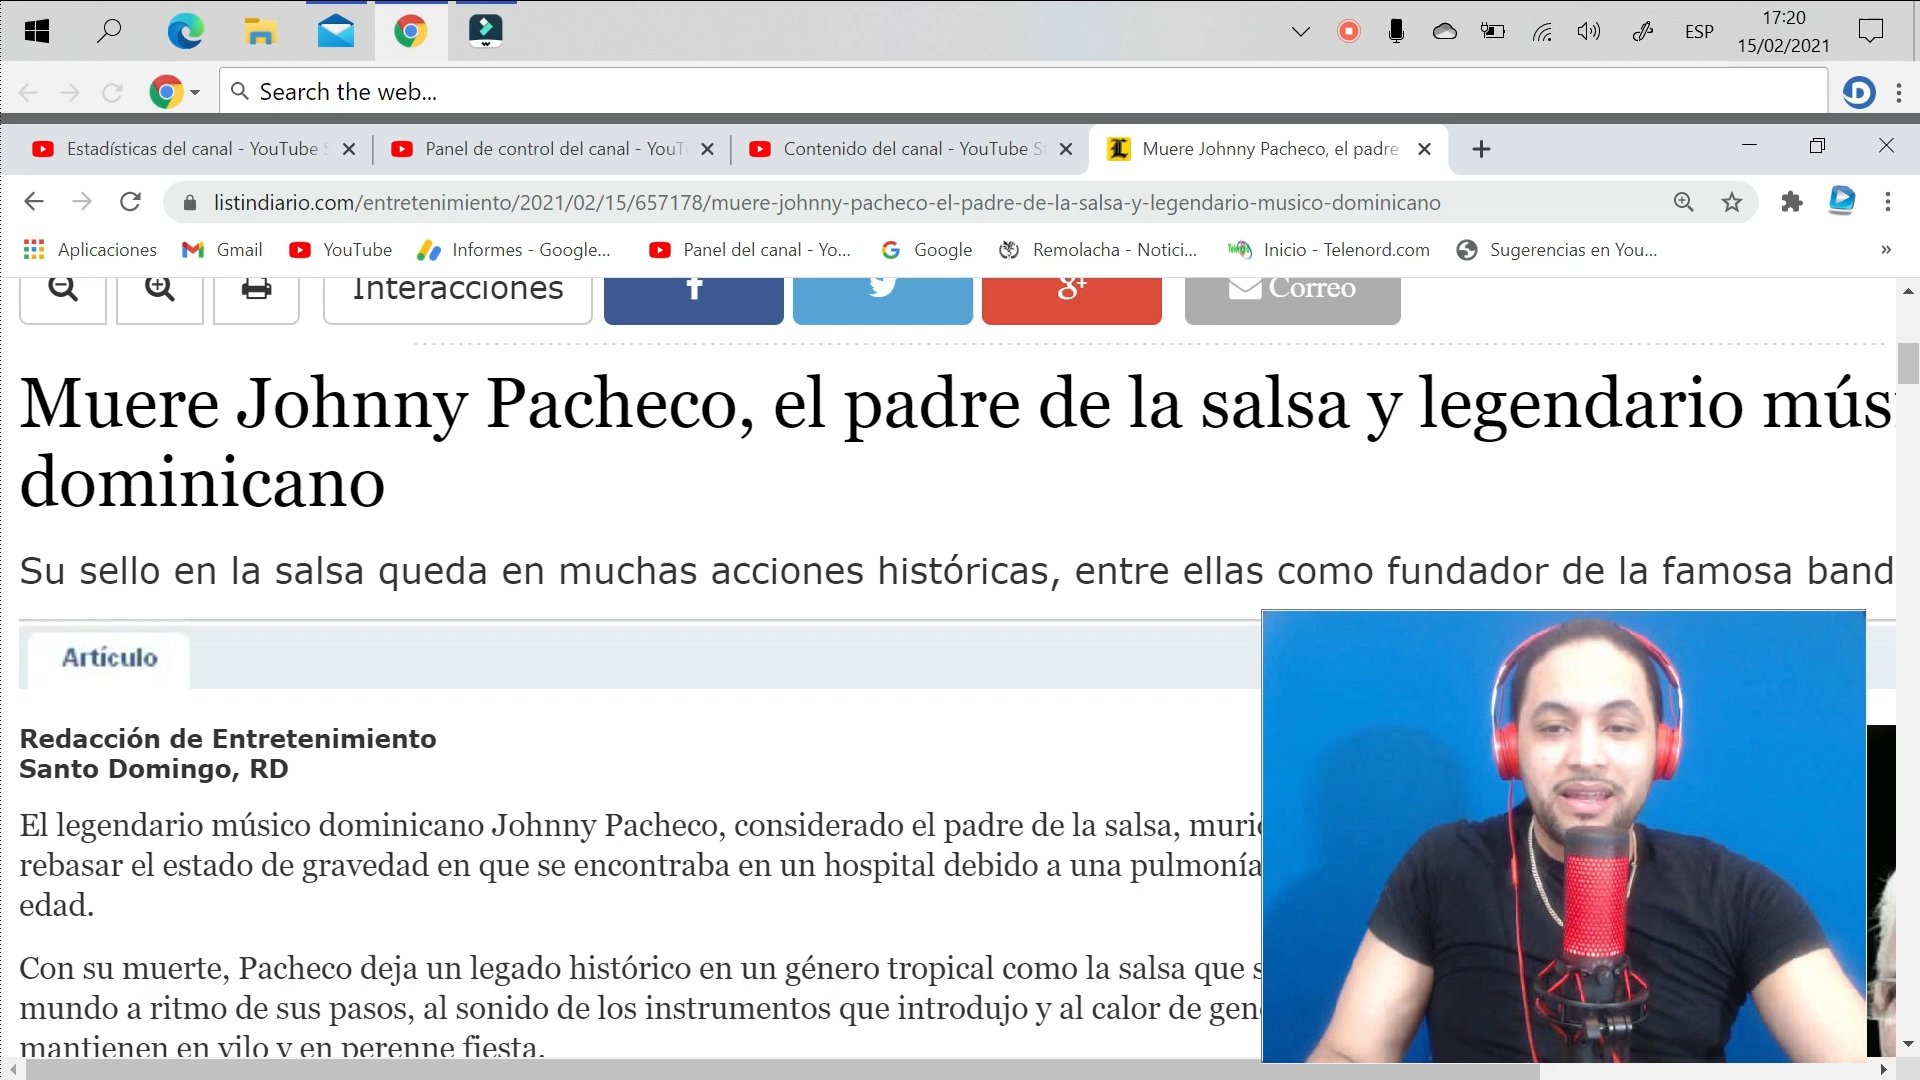 ESP
17:20
15/02/2021
Search the web...
Estadísticas del canal - YouTube
Panel de control del canal - YouT
Contenido del canal - YouTube S
Muere Johnny Pacheco, el padre
listindiario.com/entretenimiento/2021/02/15/657178/muere-johnny-pacheco-el-padre-de-la-salsa-y-legendario-musico-dominicano
Aplicaciones
Gmail
YouTube
Informes - Google...
Panel del canal - Yo...
Google
Remolacha - Notici...
Inicio - Telenord.com
Sugerencias en You...
Interacciones
Correo
Muere Johnny Pacheco, el padre de la salsa y legendario mús
dominicano
Su sello en la salsa queda en muchas acciones históricas, entre ellas como fundador de la famosa band
Artículo
Redacción de Entretenimiento
Santo Domingo, RD
El legendario músico dominicano Johnny Pacheco, considerado el padre de la salsa, muri
rebasar el estado de gravedad en que se encontraba en un hospital debido a una pulmonía
edad.
Con su muerte, Pacheco deja un legado histórico en un género tropical como la salsa que s
mundo a ritmo de sus pasos, al sonido de los instrumentos que introdujo y al calor de gen
mantienen en vilo y en perenne fiesta.